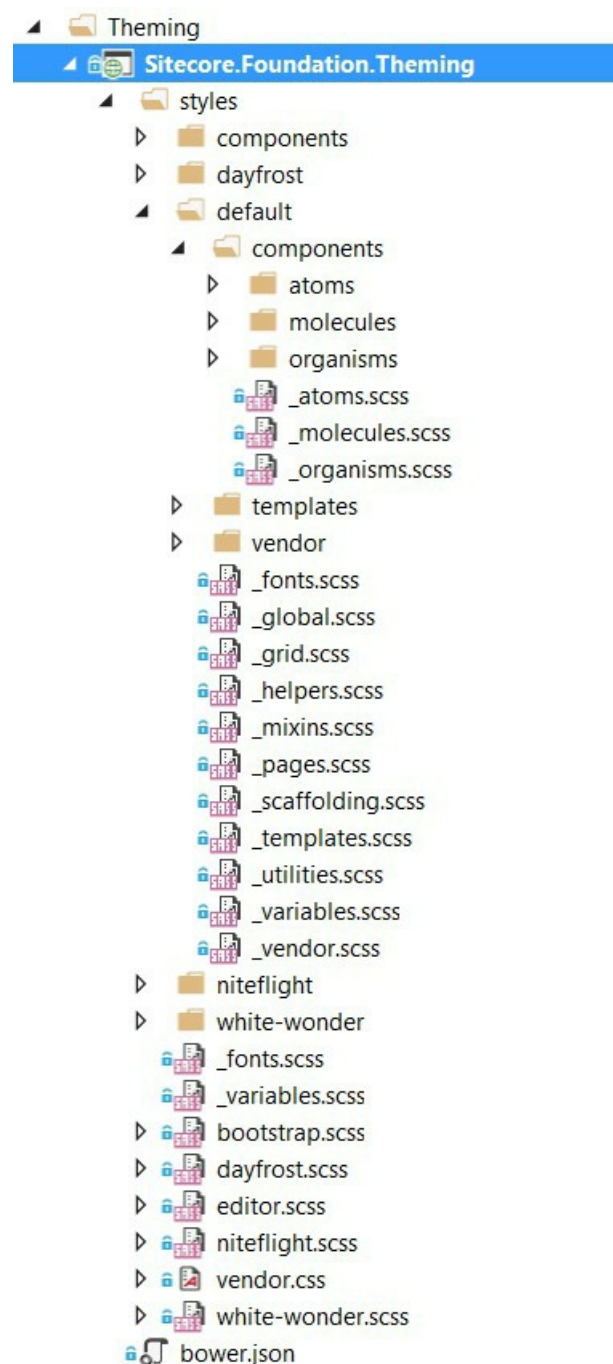 Theming
Sitecore.Foundation.Theming
styles
components
dayfrost
default
components
atoms
molecules
organisms
_atoms.scss
_molecules.scss
_organisms.scss
templates
vendor
_fonts.scss
_global.scss
_grid.scss
_helpers.scss
_mixins.scss
_pages.scss
_scaffolding.scss
_templates.scss
_utilities.scss
_variables.scss
_vendor.scss
niteflight
white-wonder
_fonts.scss
_variables.scss
bootstrap.scss
dayfrost.scss
editor.scss
niteflight.scss
vendor.css
white-wonder.scss
bower.json